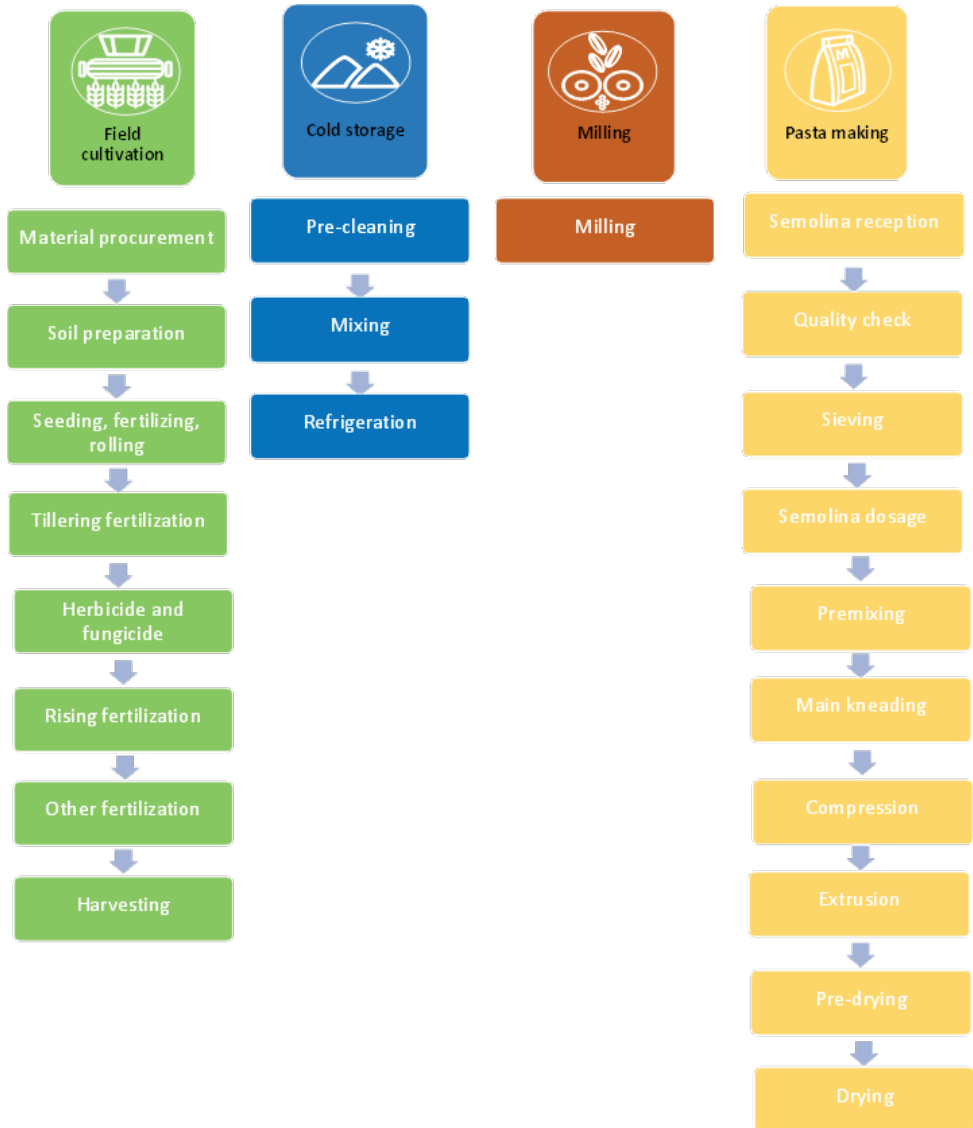 Field
cultivation
Material procurement
Soil preparation
Seeding, fertilizing,
rolling
Tillering fertilization
Herbicide and
fungicide
Rising fertilization
Other fertilization
Harvesting
Cold storage
Pre-cleaning
Mixing
Refrigeration
Milling
Milling
M
Pasta making
Semolina reception
Quality check
Sieving
Semolina dosage
Premixing
Main kneading
Compression
Extrusion
Pre-drying
Drying